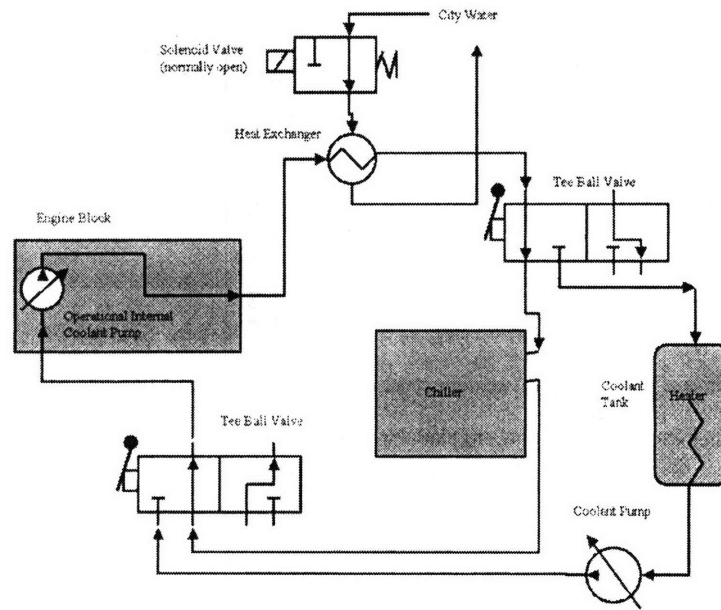 City Water
Solenoid Valve
(normally open)
Heat Exchanger
Tee Ball Valve
Engine Block
Operational Internal
Coolant Pump
Chiller
Coolant
Tank
Heater
Tee Ball Valve
Coolant Pump